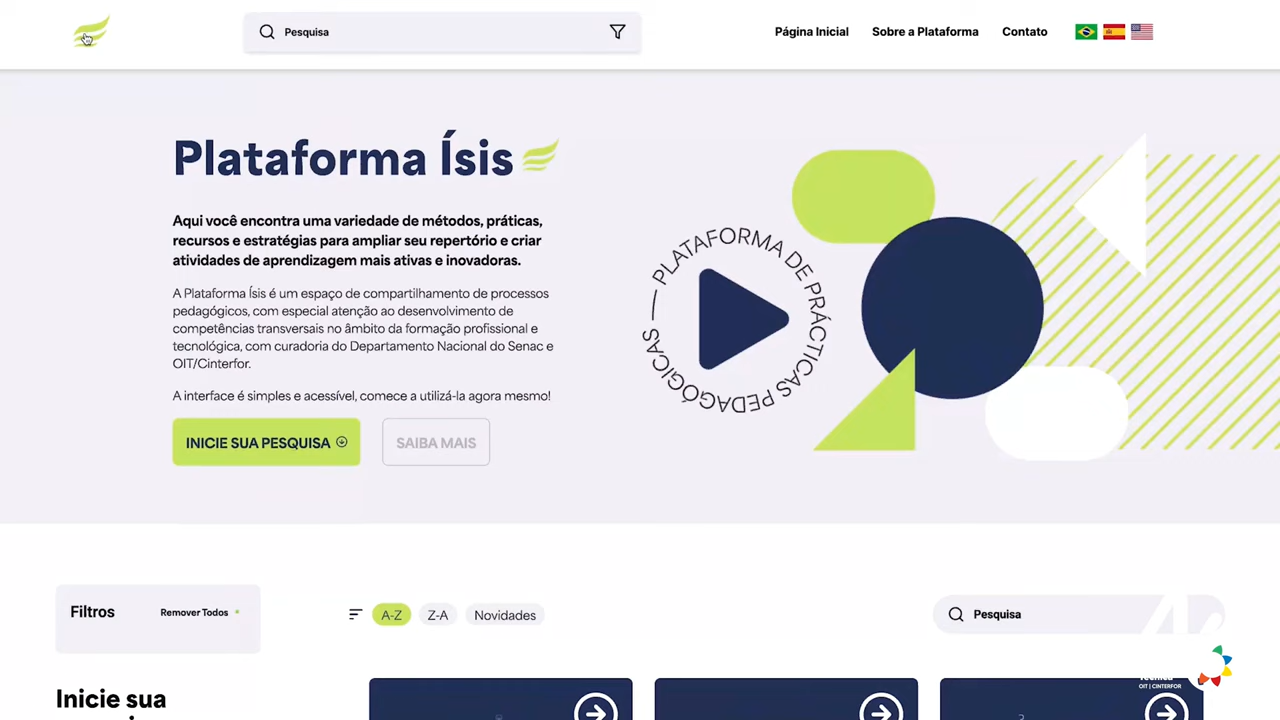 Pesquisa
Página Inicial
Sobre a Plataforma
Contato
Plataforma Ísis
Aqui você encontra uma variedade de métodos, práticas,
recursos e estratégias para ampliar seu repertório e criar
atividades de aprendizagem mais ativas e inovadoras.
A Plataforma Ísis é um espaço de compartilhamento de processos
pedagógicos, com especial atenção ao desenvolvimento de
competências transversais no âmbito da formação profissional e
tecnológica, com curadoria do Departamento Nacional do Senac e
OIT/Cinterfor.
A interface é simples e acessível, comece a utilizá-la agora mesmo!
INICIE SUA PESQUISA
SAIBA MAIS
PLATAFORMA DE PRÁCTICAS PEDAGÓGICAS
Filtros
Remover Todos
A-Z
Z-A
Novidades
Pesquisa
Inicie sua
OIT | CINTERFOR